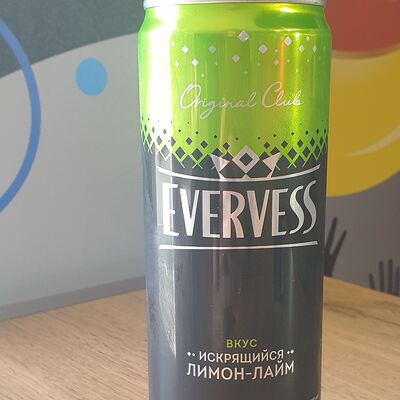 Original Club
EVERVESS
ВКУС
ИСКРЯЩИЙСЯ
ЛИМОН-ЛАЙМ